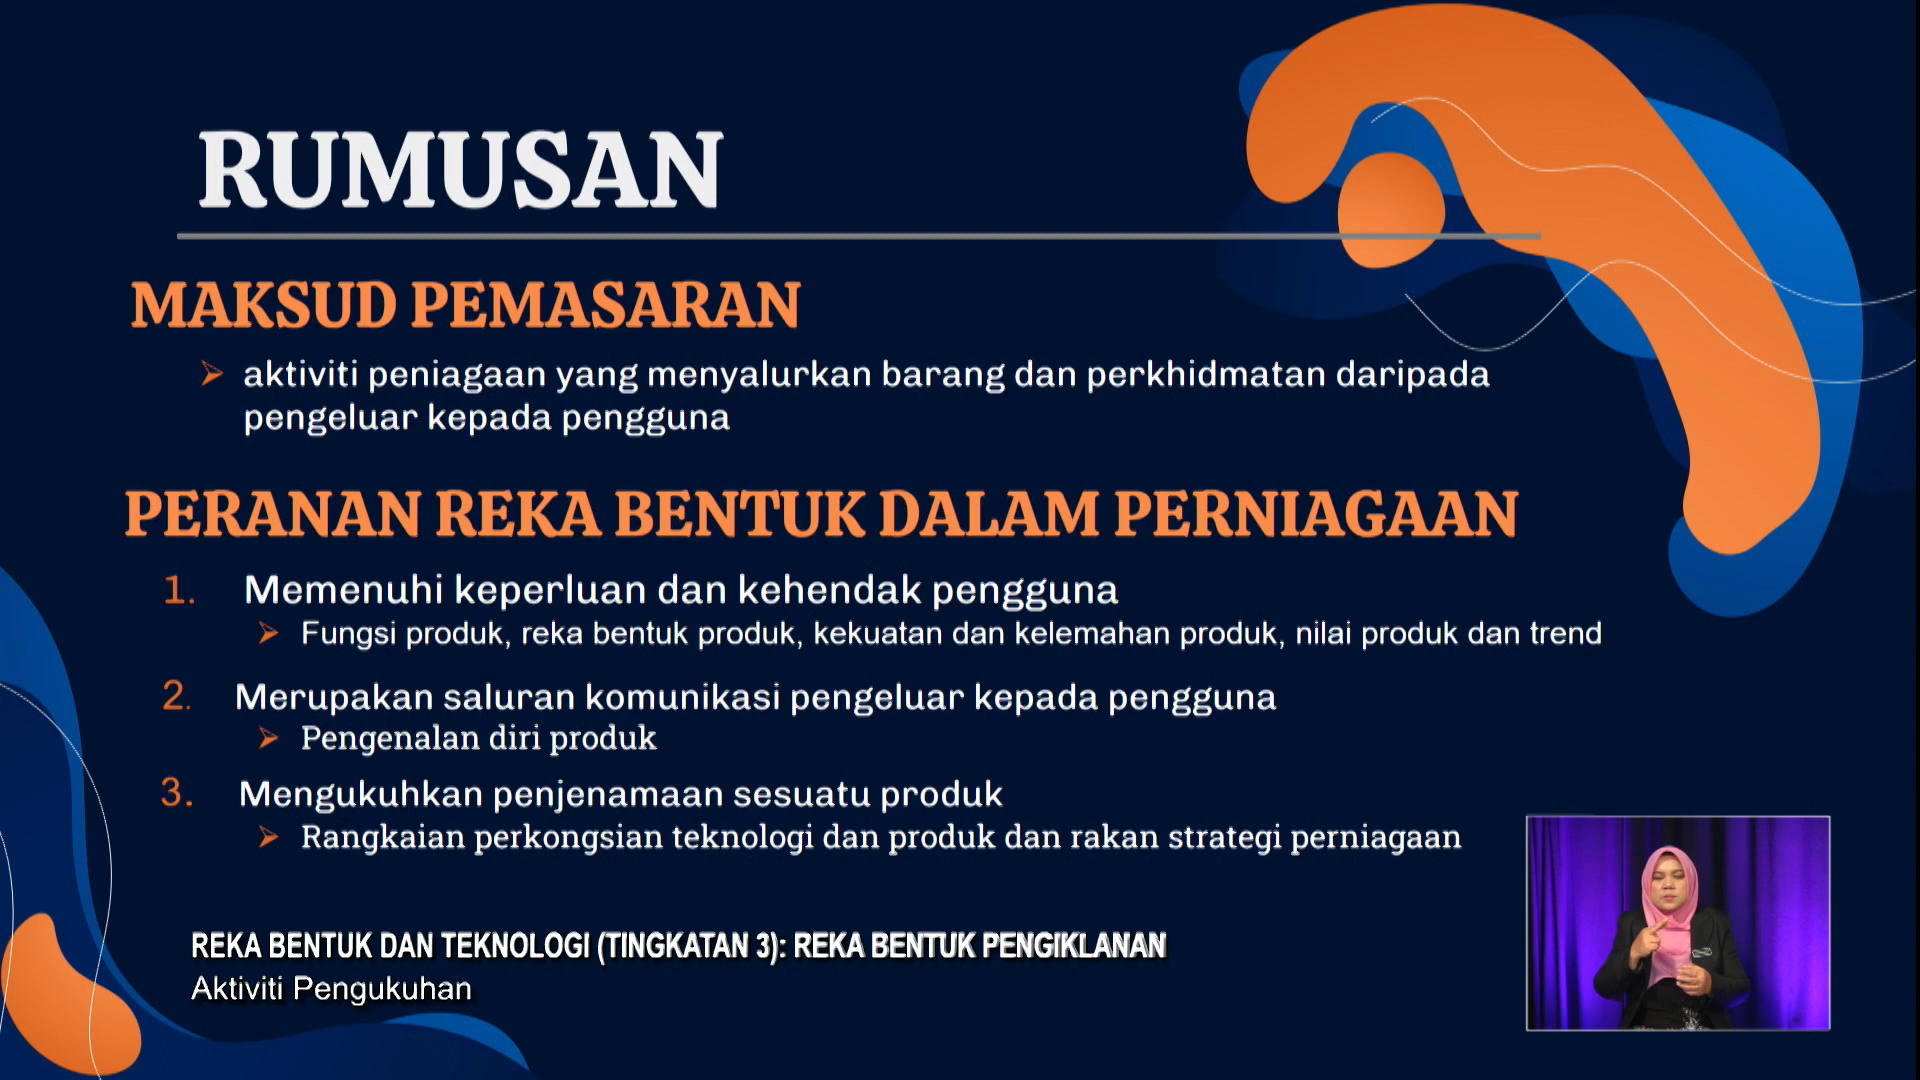 RUMUSAN
MAKSUD PEMASARAN
➢ aktiviti peniagaan yang menyalurkan barang dan perkhidmatan daripada
pengeluar kepada pengguna
PERANAN REKA BENTUK DALAM PERNIAGAAN
1. Memenuhi keperluan dan kehendak pengguna
➢ Fungsi produk, reka bentuk produk, kekuatan dan kelemahan produk, nilai produk dan trend
2. Merupakan saluran komunikasi pengeluar kepada pengguna
➢ Pengenalan diri produk
3. Mengukuhkan penjenamaan sesuatu produk
➢ Rangkaian perkongsian teknologi dan produk dan rakan strategi perniagaan
REKA BENTUK DAN TEKNOLOGI (TINGKATAN 3): REKA BENTUK PENGIKLANAN
Aktiviti Pengukuhan